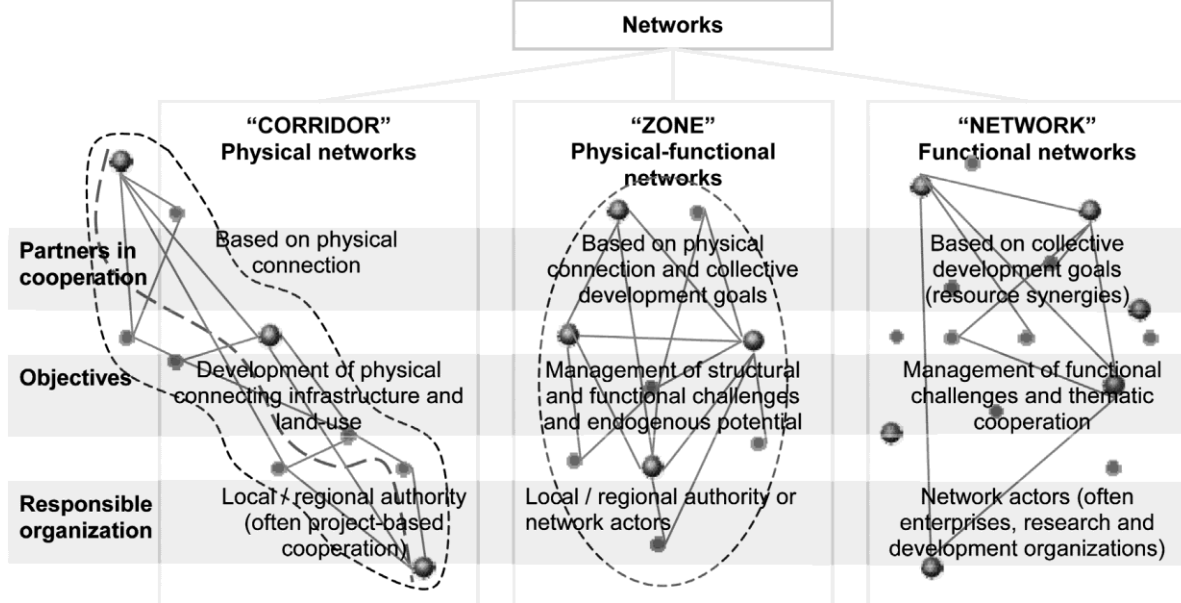 Networks
“CORRIDOR”
Physical networks
“ZONE”
Physical-functional
networks
“NETWORK”
Functional networks
Partners in
cooperation
Based on physical
connection
Based on physical
connection and collective
development goals
Based on collective
development goals
(resource synergies)
Objectives
Development of physical
connecting infrastructure and
land-use
Management of structural
and functional challenges
and endogenous potential
Management of functional
challenges and thematic
cooperation
Responsible
organization
Local / regional authority
(often project-based
cooperation)
Local / regional authority or
network actors
Network actors (often
enterprises, research and
development organizations)